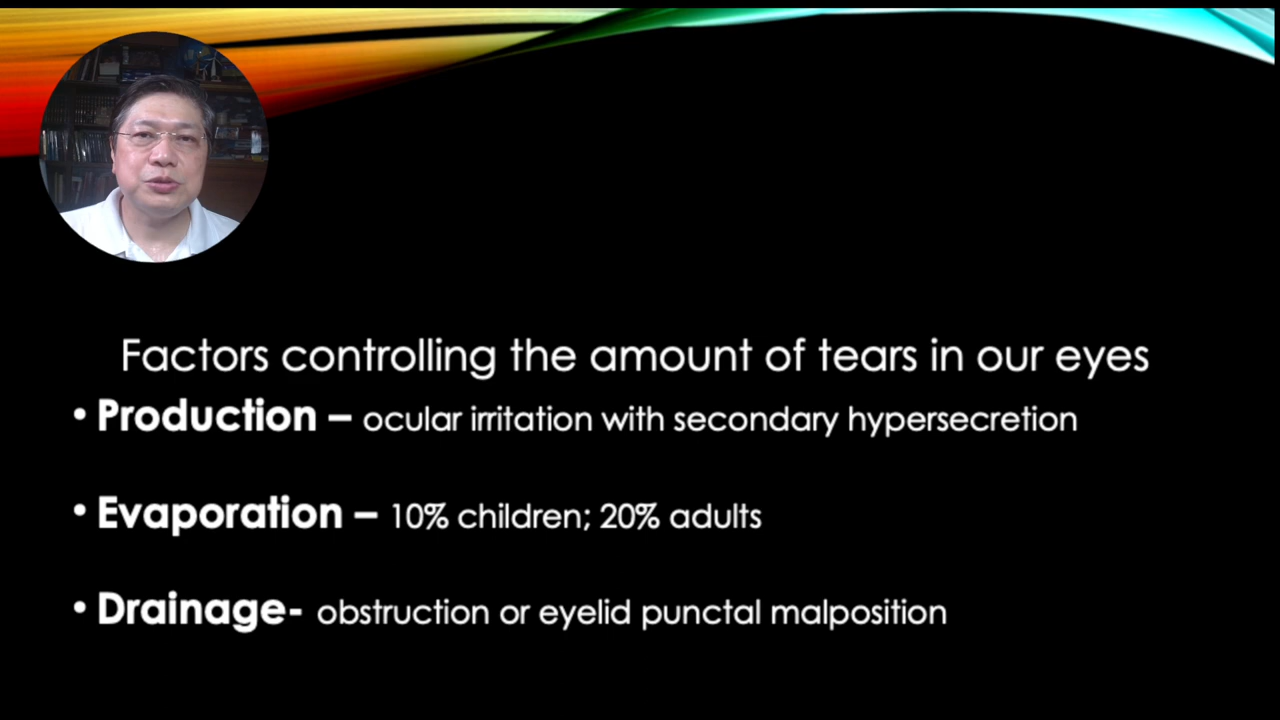 Factors controlling the amount of tears in our eyes
• Production – ocular irritation with secondary hypersecretion
• Evaporation – 10% children; 20% adults
• Drainage- obstruction or eyelid punctal malposition